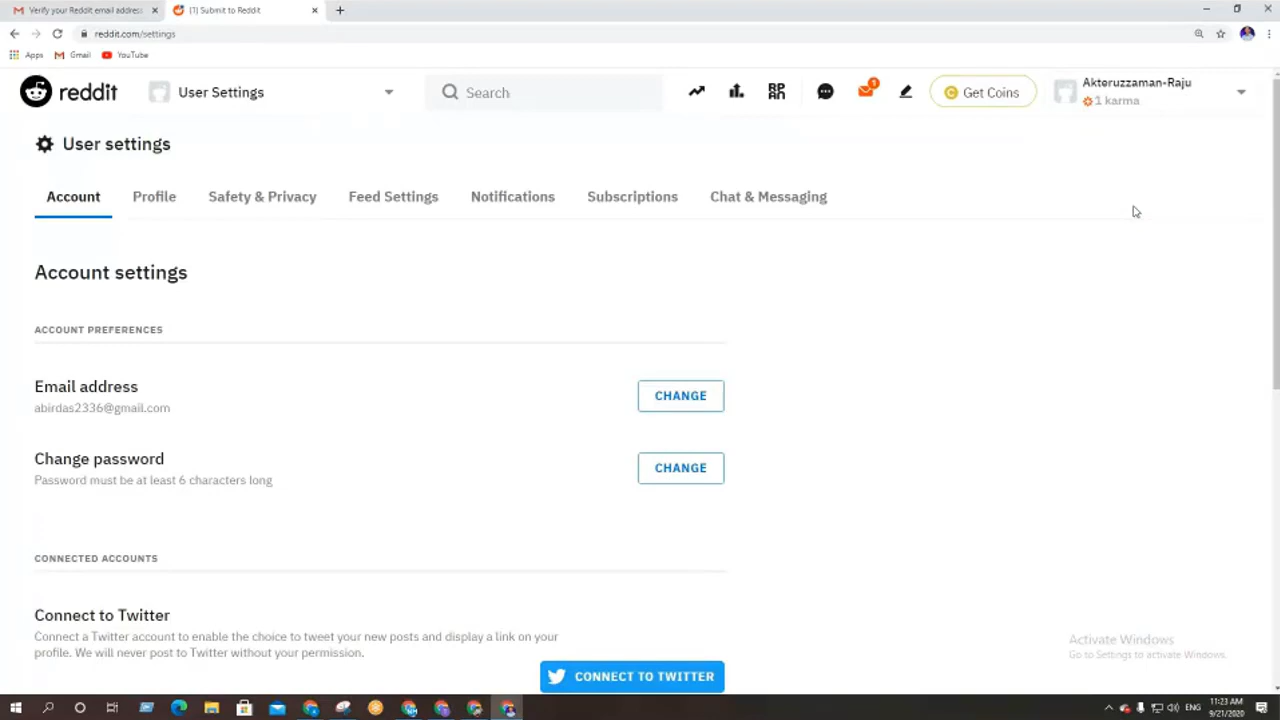 Verify your Reddit email address
(1) Submit to Reddit
reddit.com/settings
Apps
Gmail
YouTube
reddit
User Settings
Search
1
Get Coins
Akteruzzaman-Raju
1 karma
User settings
Account
Profile
Safety & Privacy
Feed Settings
Notifications
Subscriptions
Chat & Messaging
Account settings
ACCOUNT PREFERENCES
Email address
abirdas2336@gmail.com
CHANGE
Change password
Password must be at least 6 characters long
CHANGE
CONNECTED ACCOUNTS
Connect to Twitter
Connect a Twitter account to enable the choice to tweet your new posts and display a link on your
profile. We will never post to Twitter without your permission.
CONNECT TO TWITTER
Activate Windows
Go to Settings to activate Windows.
ENG
11:23 AM
9/21/2020